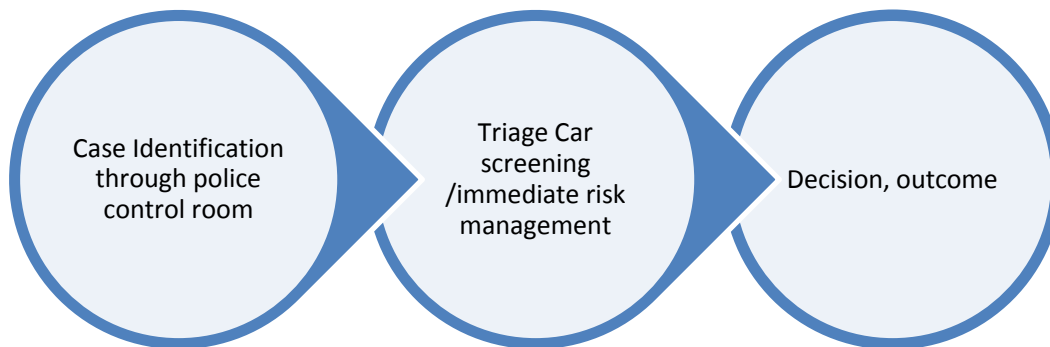 Case Identification
through police
control room
Triage Car
screening
/immediate risk
management
Decision, outcome